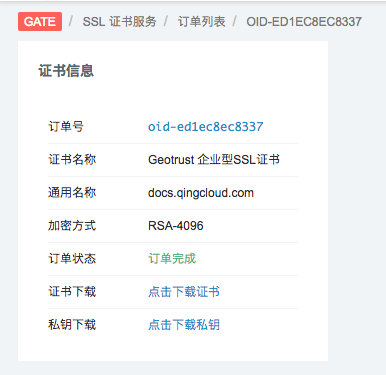 GATE / SSL 证书服务 / 订单列表 / OID-ED1EC8EC8337
证书信息
订单号 oid-ed1ec8ec8337
证书名称 Geotrust 企业型SSL证书
通用名称 docs.qingcloud.com
加密方式 RSA-4096
订单状态 订单完成
证书下载 点击下载证书
私钥下载 点击下载私钥